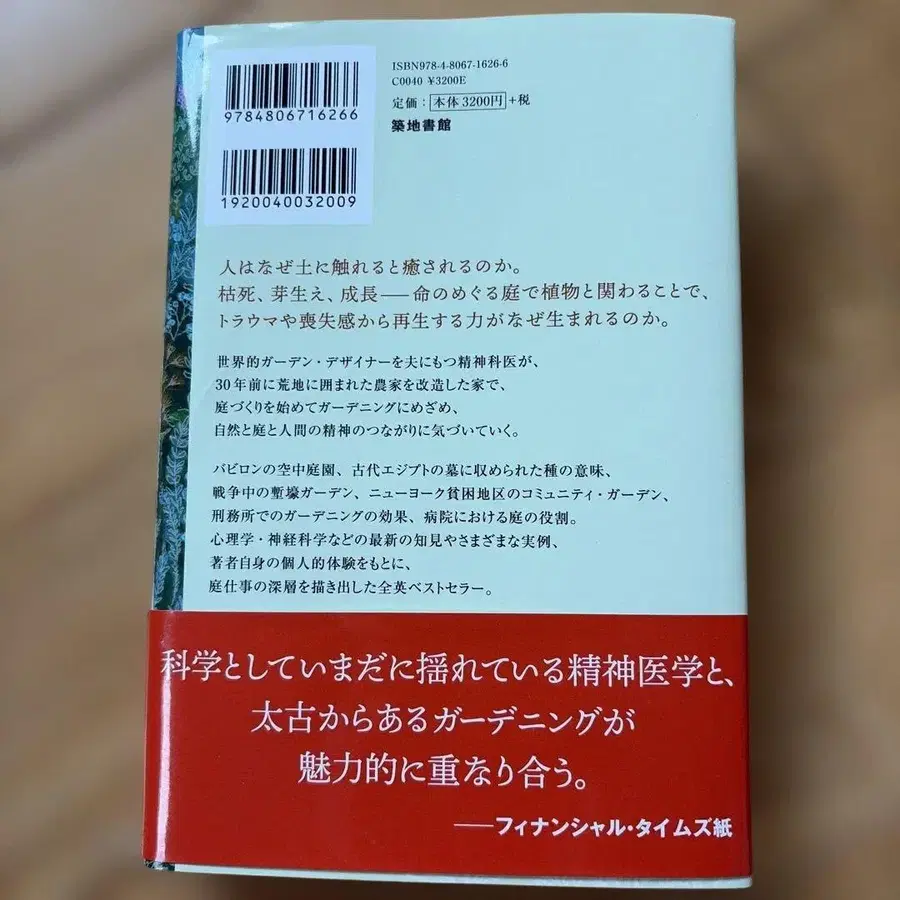 ISBN978-4-8067-1626-6
C0040 ¥3200E
定価：本体3200円+税
築地書館
9784806716266
1920040032009
人はなぜ土に触れると癒されるのか。
枯死、芽生え、成長──命のめぐる庭で植物と関わることで、
トラウマや喪失感から再生する力がなぜ生まれるのか。
世界的ガーデン・デザイナーを夫にもつ精神科医が、
30年前に荒地に囲まれた農家を改造した家で、
庭づくりを始めてガーデニングにめざめ、
自然と庭と人間の精神のつながりに気づいていく。
バビロンの空中庭園、古代エジプトの墓に収められた種の意味、
戦争中の塹壕ガーデン、ニューヨーク貧困地区のコミュニティ・ガーデン、
刑務所でのガーデニングの効果、病院における庭の役割。
心理学・神経科学などの最新の知見やさまざまな実例、
著者自身の個人的体験をもとに、
庭仕事の深層を描き出した全英ベストセラー。
科学としていまだに揺れている精神医学と、
太古からあるガーデニングが
魅力的に重なり合う。
──フィナンシャル・タイムズ紙